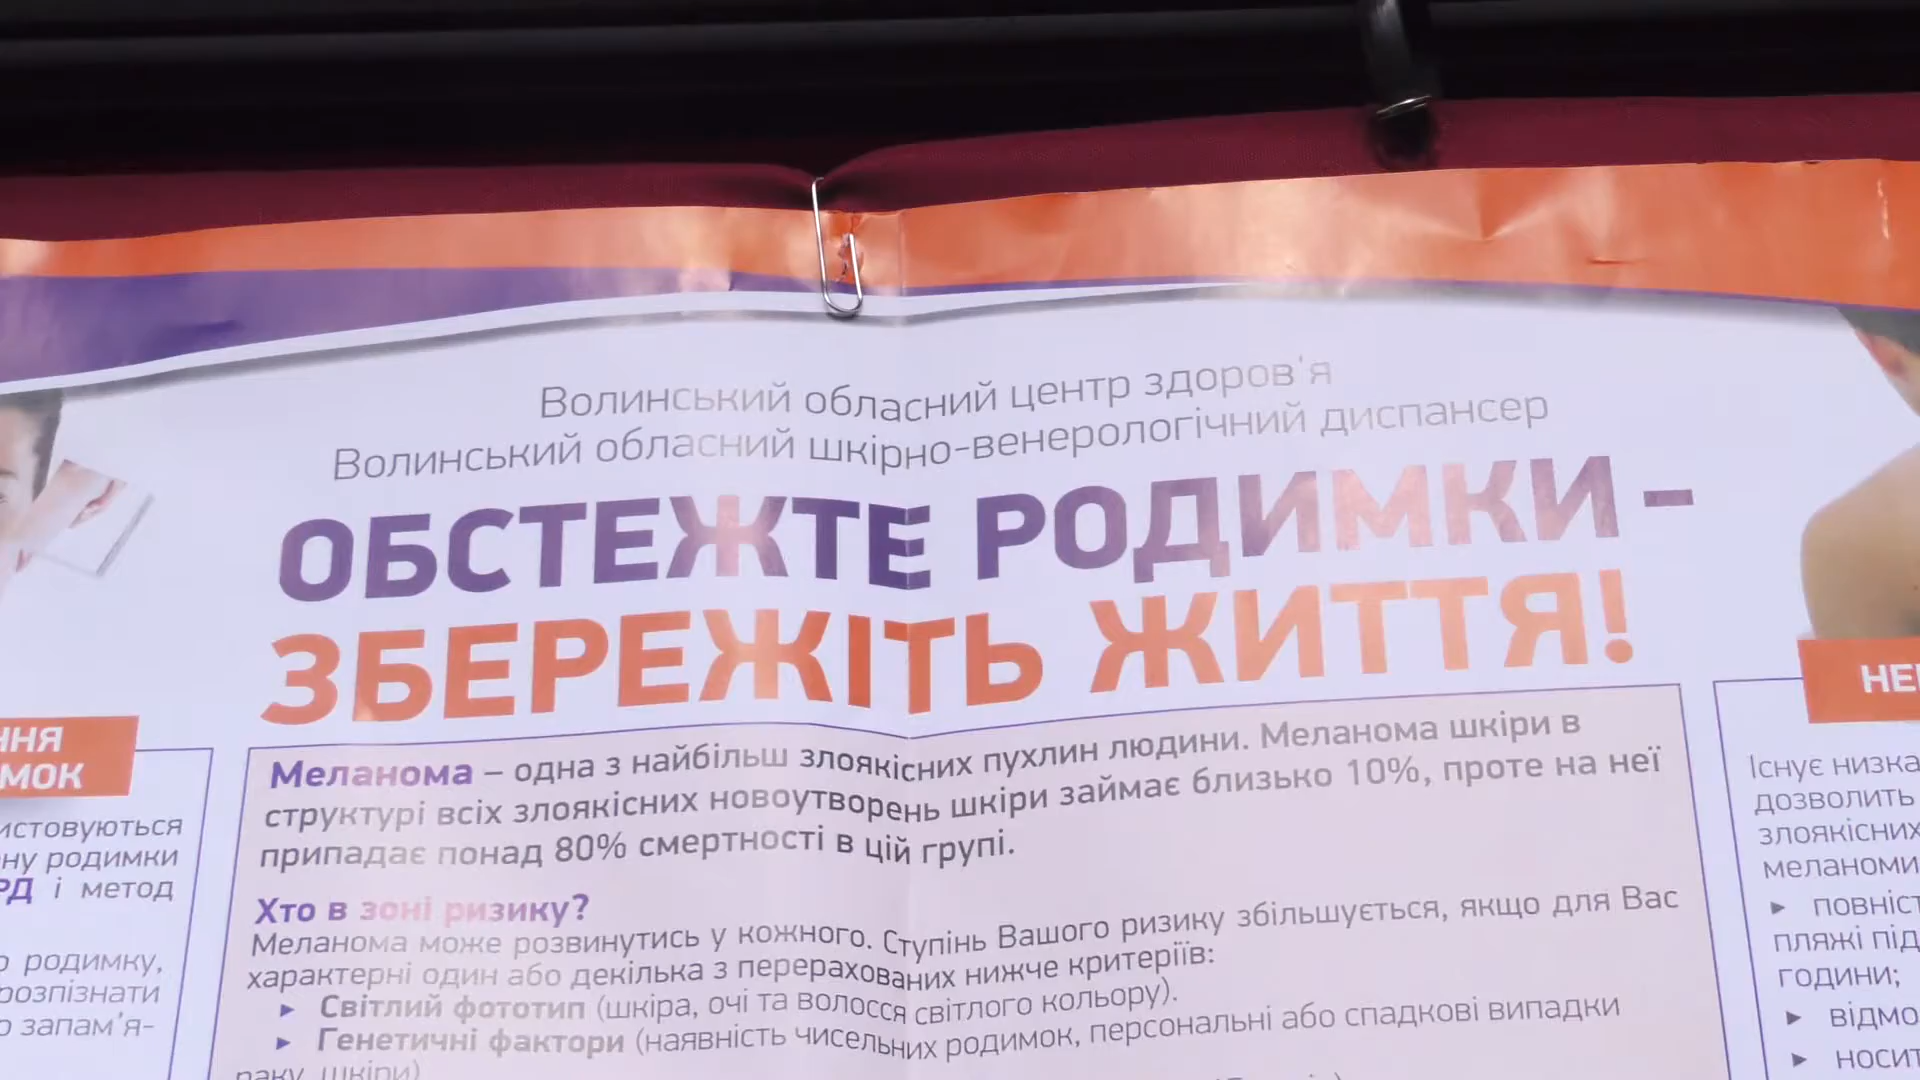 Волинський обласний центр здоров'я
Волинський обласний шкірно-венерологічний диспансер
ОБСТЕЖТЕ РОДИМКИ -
ЗБЕРЕЖІТЬ ЖИТТЯ!
Меланома – одна з найбільш злоякісних пухлин людини. Меланома шкіри в
структурі всіх злоякісних новоутворень шкіри займає близько 10%, проте на неї
припадає понад 80% смертності в цій групі.
Хто в зоні ризику?
Меланома може розвинутись у кожного. Ступінь Вашого ризику збільшується, якщо для Вас
характерні один або декілька з перерахованих нижче критеріїв:
▸ Світлий фототип (шкіра, очі та волосся світлого кольору).
▸ Генетичні фактори (наявність чисельних родимок, персональні або спадкові випадки
раку шкіри)
ННЯ
МОК
истовуються
ну родимки
РД і метод
о родимку,
розпізнати
о запам'я-
НЕ
Існує низка
дозволить
злоякісних
меланоми
▸ повніст
пляжі під
години;
▸ відмо
▸ носит